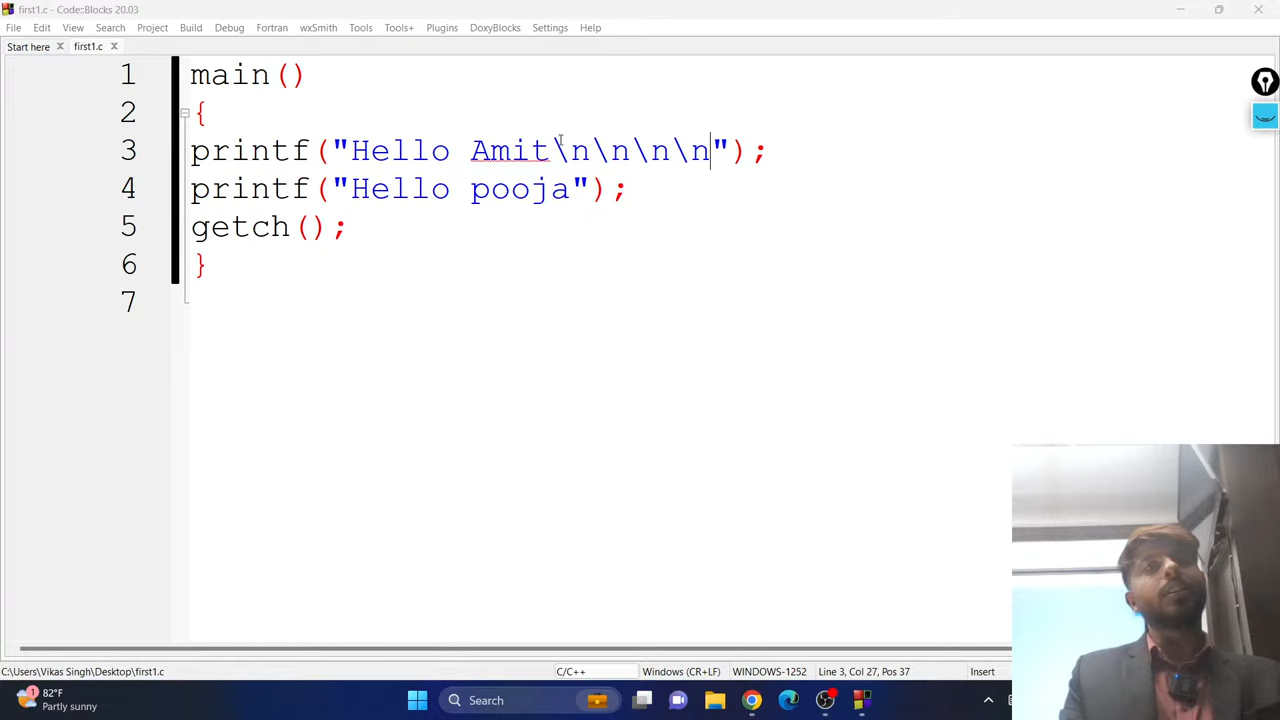 first1.c - Code::Blocks 20.03
File Edit View Search Project Build Debug Fortran wxSmith Tools Tools+ Plugins DoxyBlocks Settings Help
Start here first1.c
1 main()
2 {
3 printf("Hello Amit\n\n\n\n");
4 printf("Hello pooja");
5 getch();
6 }
7
C:\Users\Vikas Singh\Desktop\first1.c C/C++ Windows (CR+LF) WINDOWS-1252 Line 3, Col 27, Pos 37 Insert
1 82°F Search
Partly sunny